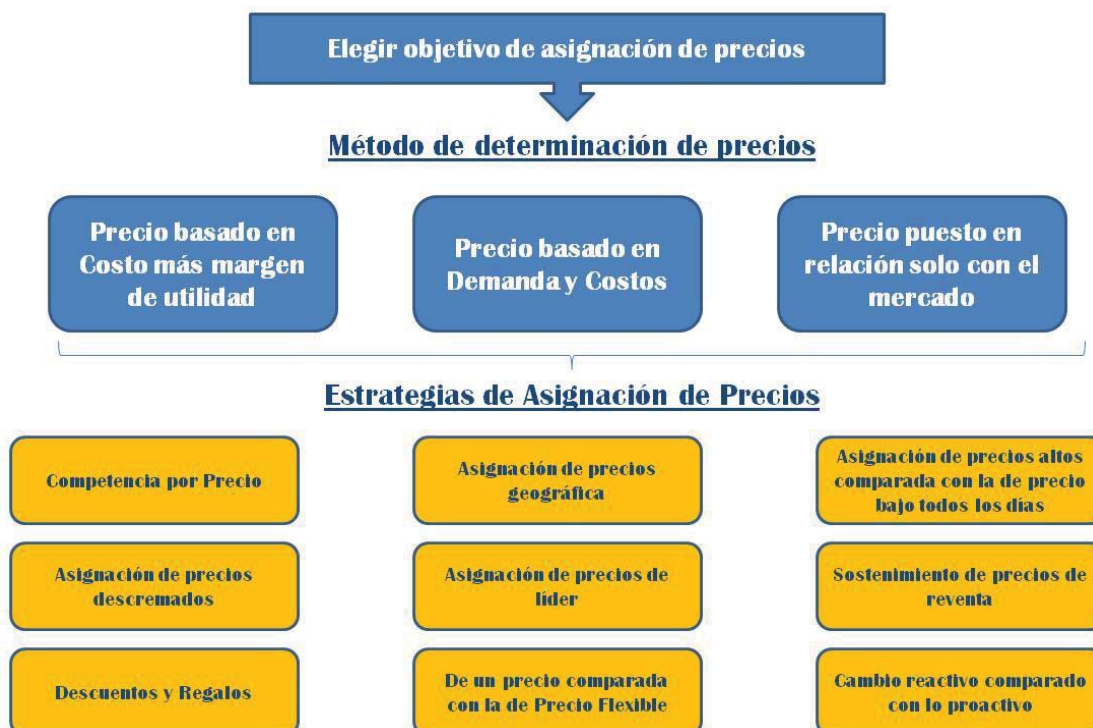 Elegir objetivo de asignación de precios
Método de determinación de precios
Precio basado en
Costo más margen
de utilidad
Precio basado en
Demanda y Costos
Precio puesto en
relación solo con el
mercado
Estrategias de Asignación de Precios
Competencia por Precio
Asignación de precios
geográfica
Asignación de precios altos
comparada con la de precio
bajo todos los días
Asignación de precios
descremados
Asignación de precios de
líder
Sostenimiento de precios de
reventa
Descuentos y Regalos
De un precio comparada
con la de Precio Flexible
Cambio reactivo comparado
con lo proactivo